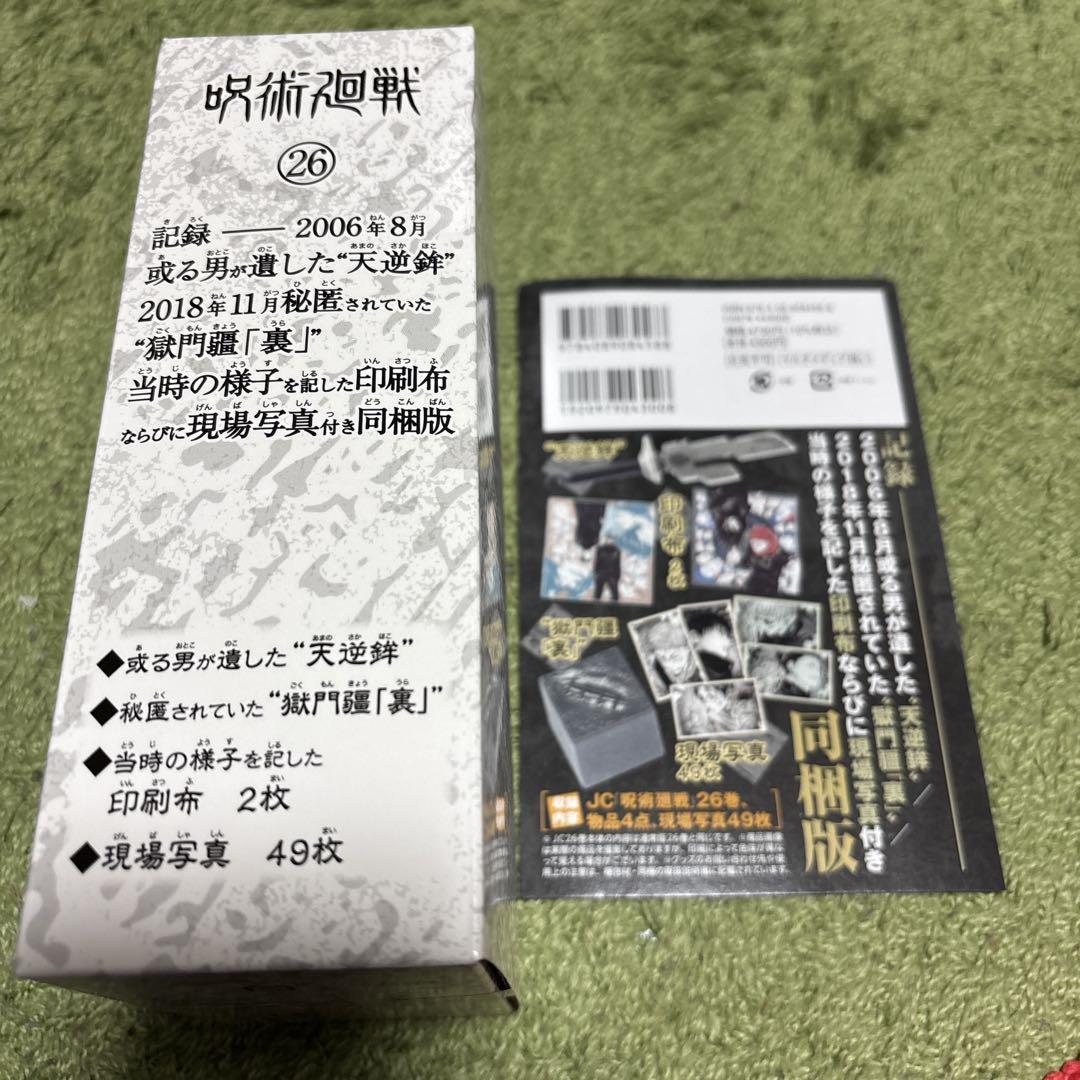 呪術廻戦
26
記録 —— 2006年8月
或る男が遺した“天逆鉾”
2018年11月秘匿されていた
“獄門疆「裏」”
当時の様子を記した印刷布
ならびに現場写真付き同梱版
◆或る男が遺した“天逆鉾”
◆秘匿されていた“獄門疆「裏」”
◆当時の様子を記した
印刷布 2枚
◆現場写真 49枚
記録
2006年8月或る男が遺した“天逆鉾”
2018年11月秘匿されていた“獄門疆「裏」”
当時の様子を記した印刷布ならびに現場写真付き
同梱版
印刷布 2枚
“獄門疆「裏」”
現場写真
49枚
収録内容
JC『呪術廻戦』26巻、
物品4点、現場写真49枚